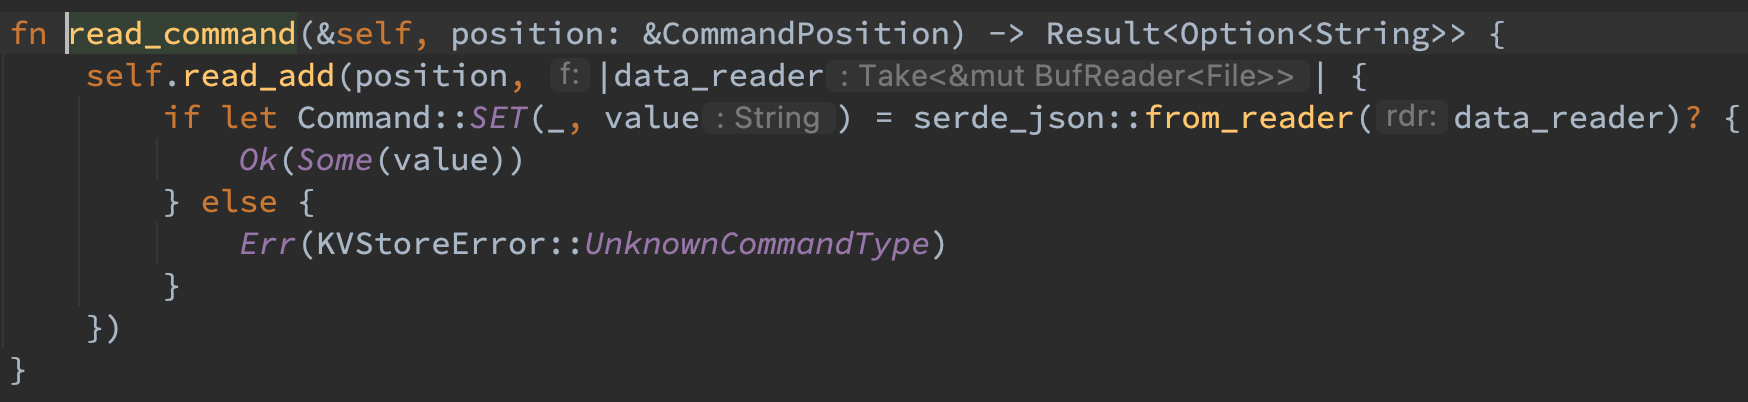 fn read_command(&self, position: &CommandPosition) -> Result<Option<String>> {
    self.read_add(position, f: |data_reader : Take<&mut BufReader<File>> | {
        if let Command::SET(_, value : String ) = serde_json::from_reader( rdr: data_reader)? {
            Ok(Some(value))
        } else {
            Err(KVStoreError::UnknownCommandType)
        }
    })
}